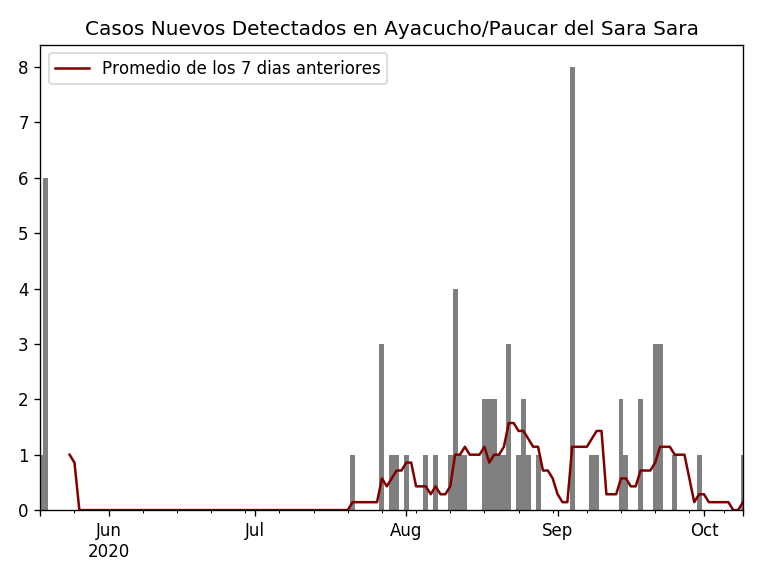 Casos Nuevos Detectados en Ayacucho/Paucar del Sara Sara
Promedio de los 7 dias anteriores
8
7
6
5
4
3
2
1
0
Jun
2020
Jul
Aug
Sep
Oct